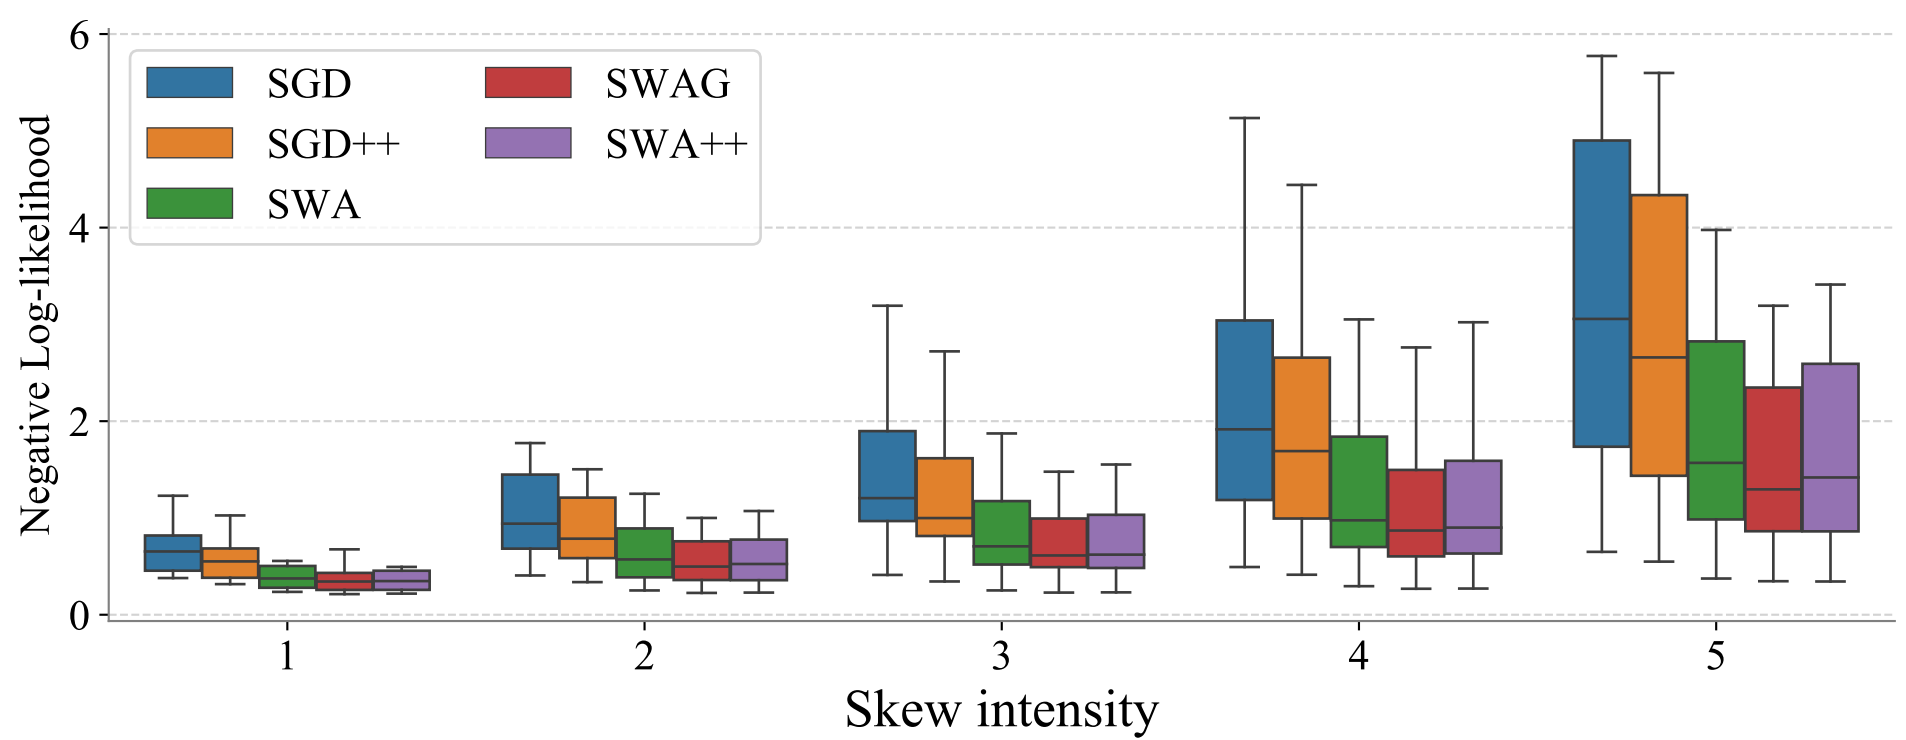 6
4
2
0
Negative Log-likelihood
SGD
SGD++
SWA
SWAG
SWA++
1 2 3 4 5
Skew intensity